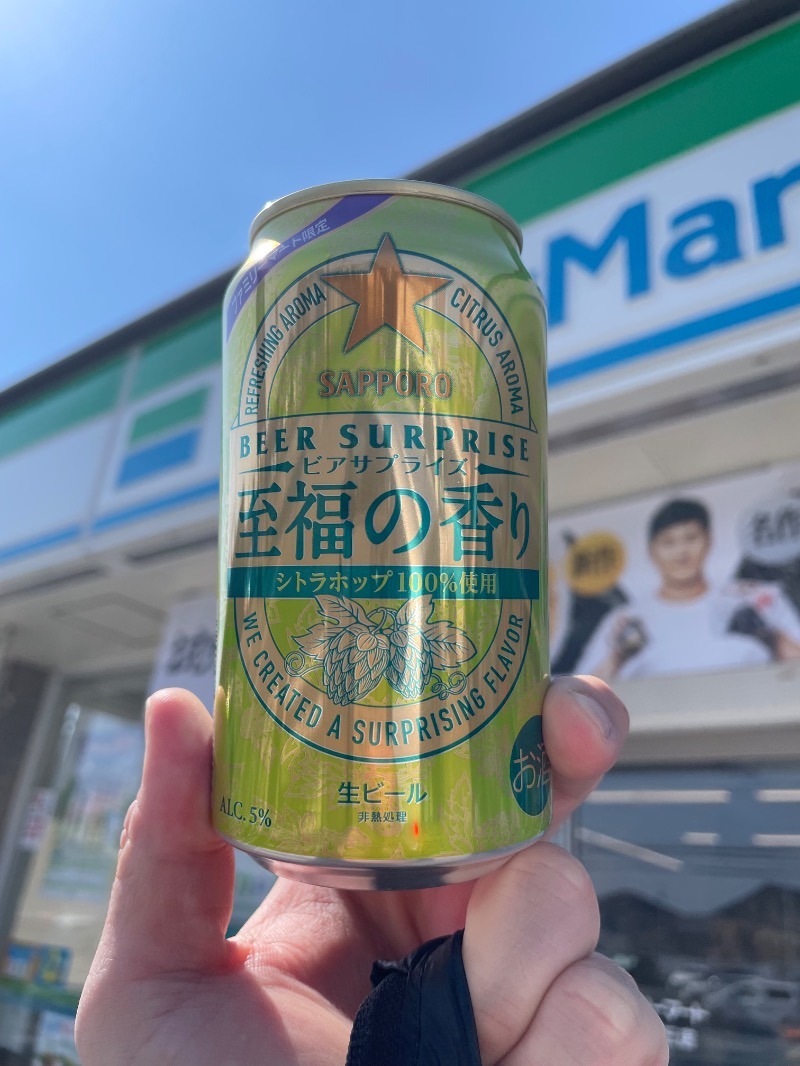 Mar
ファミリーマート限定
REFRESHING AROMA
CITRUS AROMA
SAPPORO
BEER SURPRISE
ビアサプライズ
至福の香り
シトラホップ100%使用
WE CREATED A SURPRISING FLAVOR
生ビール
非熱処理
ALC. 5%
お酒